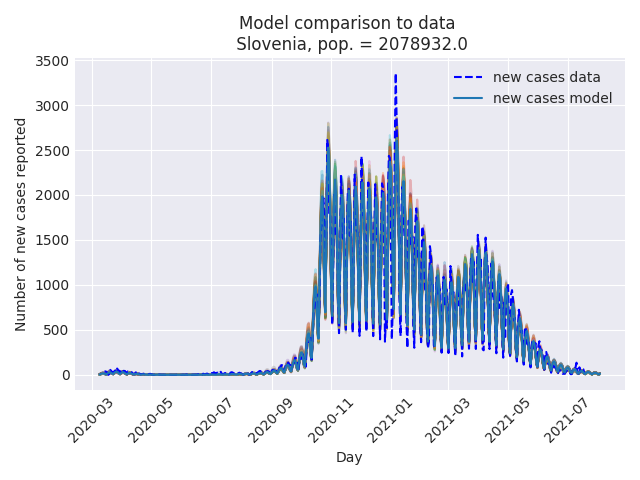 Model comparison to data
Slovenia, pop. = 2078932.0
new cases data
new cases model
Number of new cases reported
3500
3000
2500
2000
1500
1000
500
0
2020-03
2020-05
2020-07
2020-09
2020-11
2021-01
2021-03
2021-05
2021-07
Day